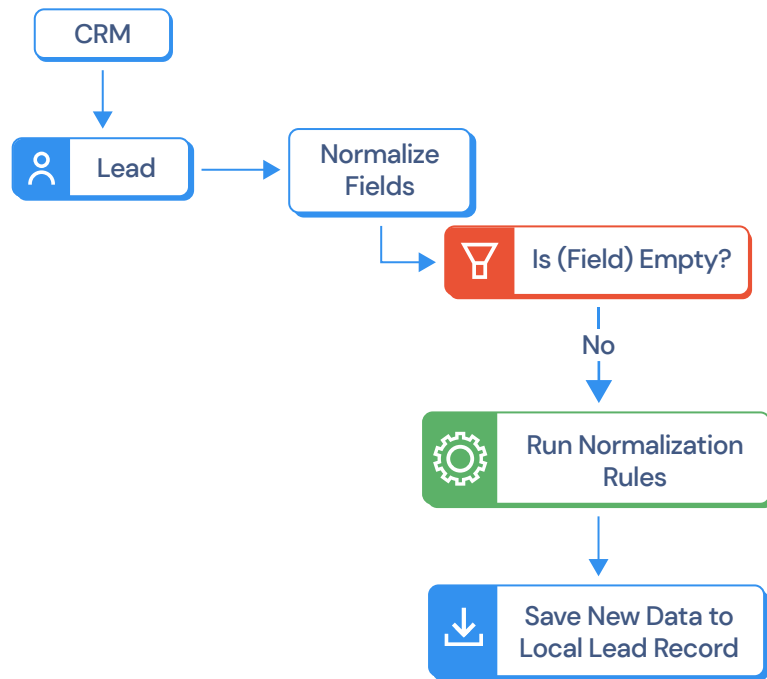 CRM
Lead
Normalize
Fields
Is (Field) Empty?
No
Run Normalization
Rules
Save New Data to
Local Lead Record